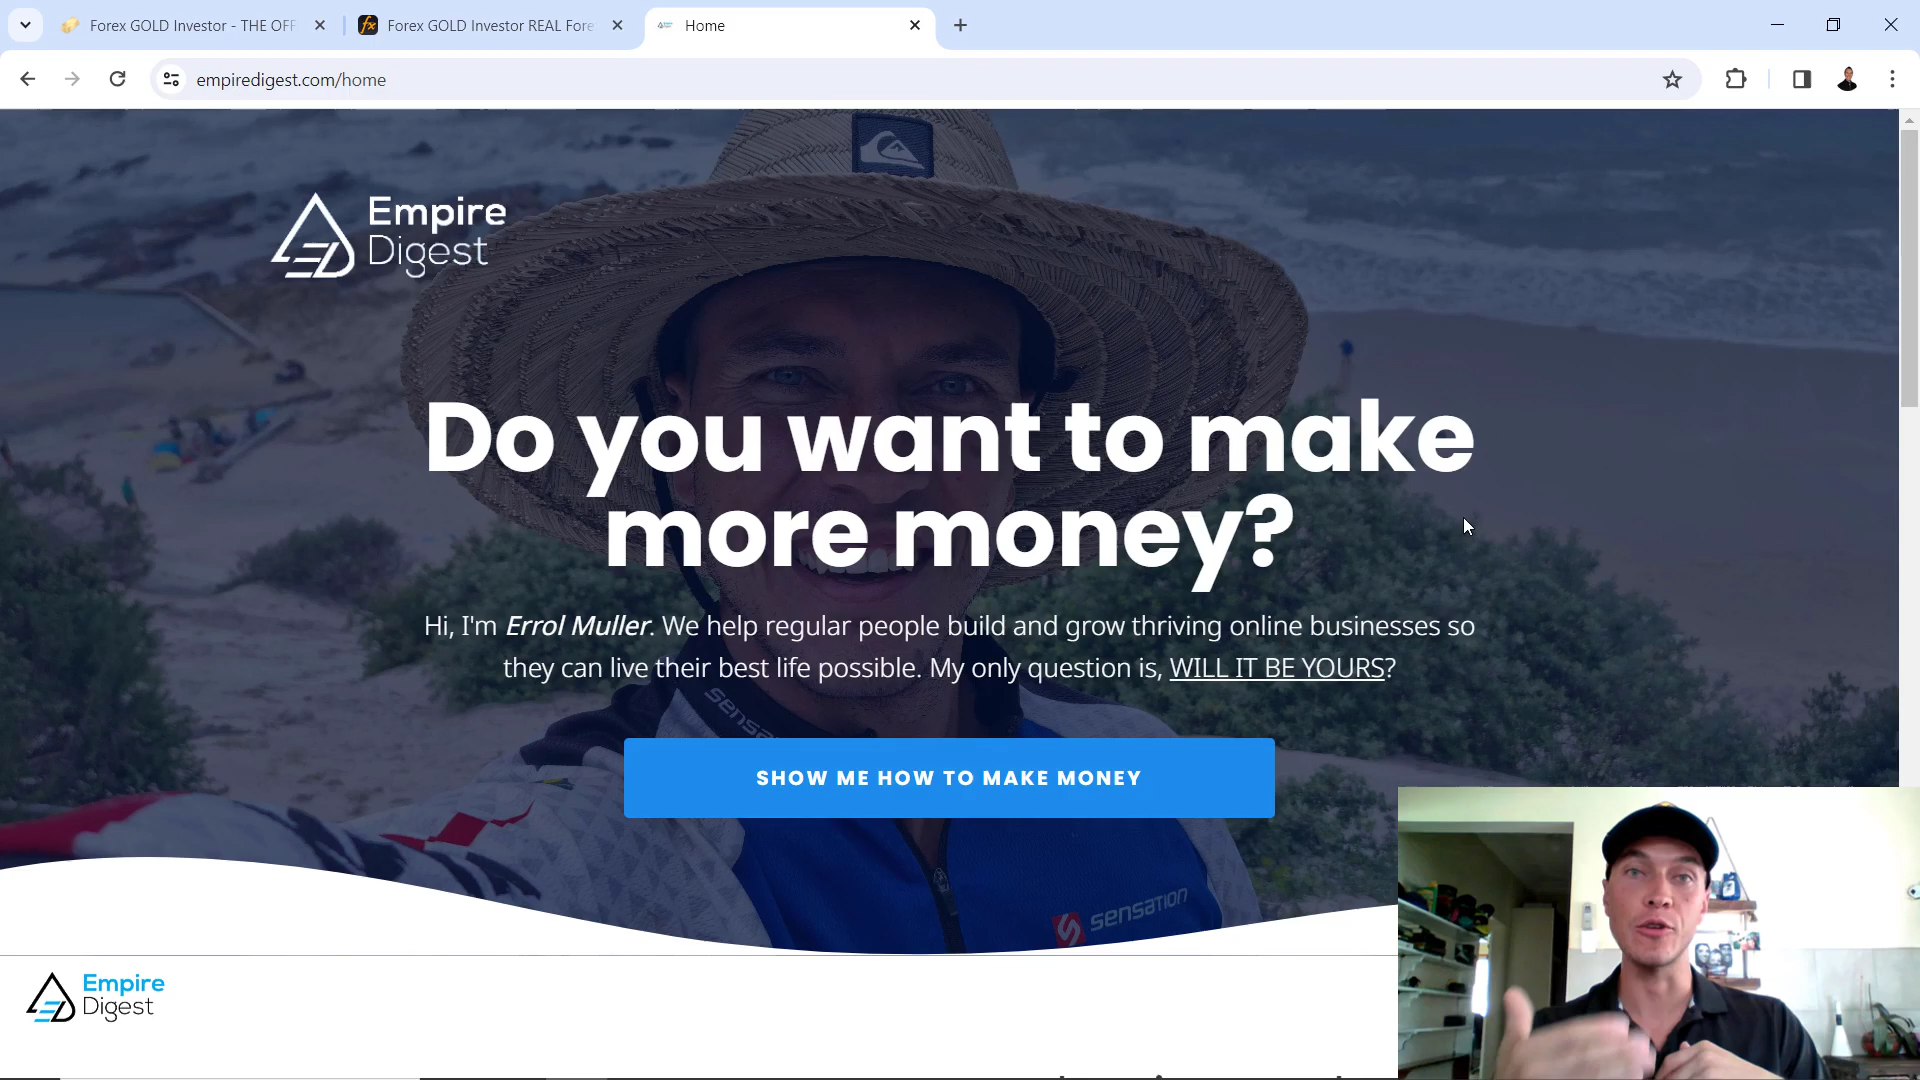 Forex GOLD Investor - THE OFF
Forex GOLD Investor REAL Fore
Home
empiredigest.com/home
Empire
Digest
Do you want to make
more money?
Hi, I'm Errol Muller. We help regular people build and grow thriving online businesses so
they can live their best life possible. My only question is, WILL IT BE YOURS?
sensa
SHOW ME HOW TO MAKE MONEY
sensation
Empire
Digest